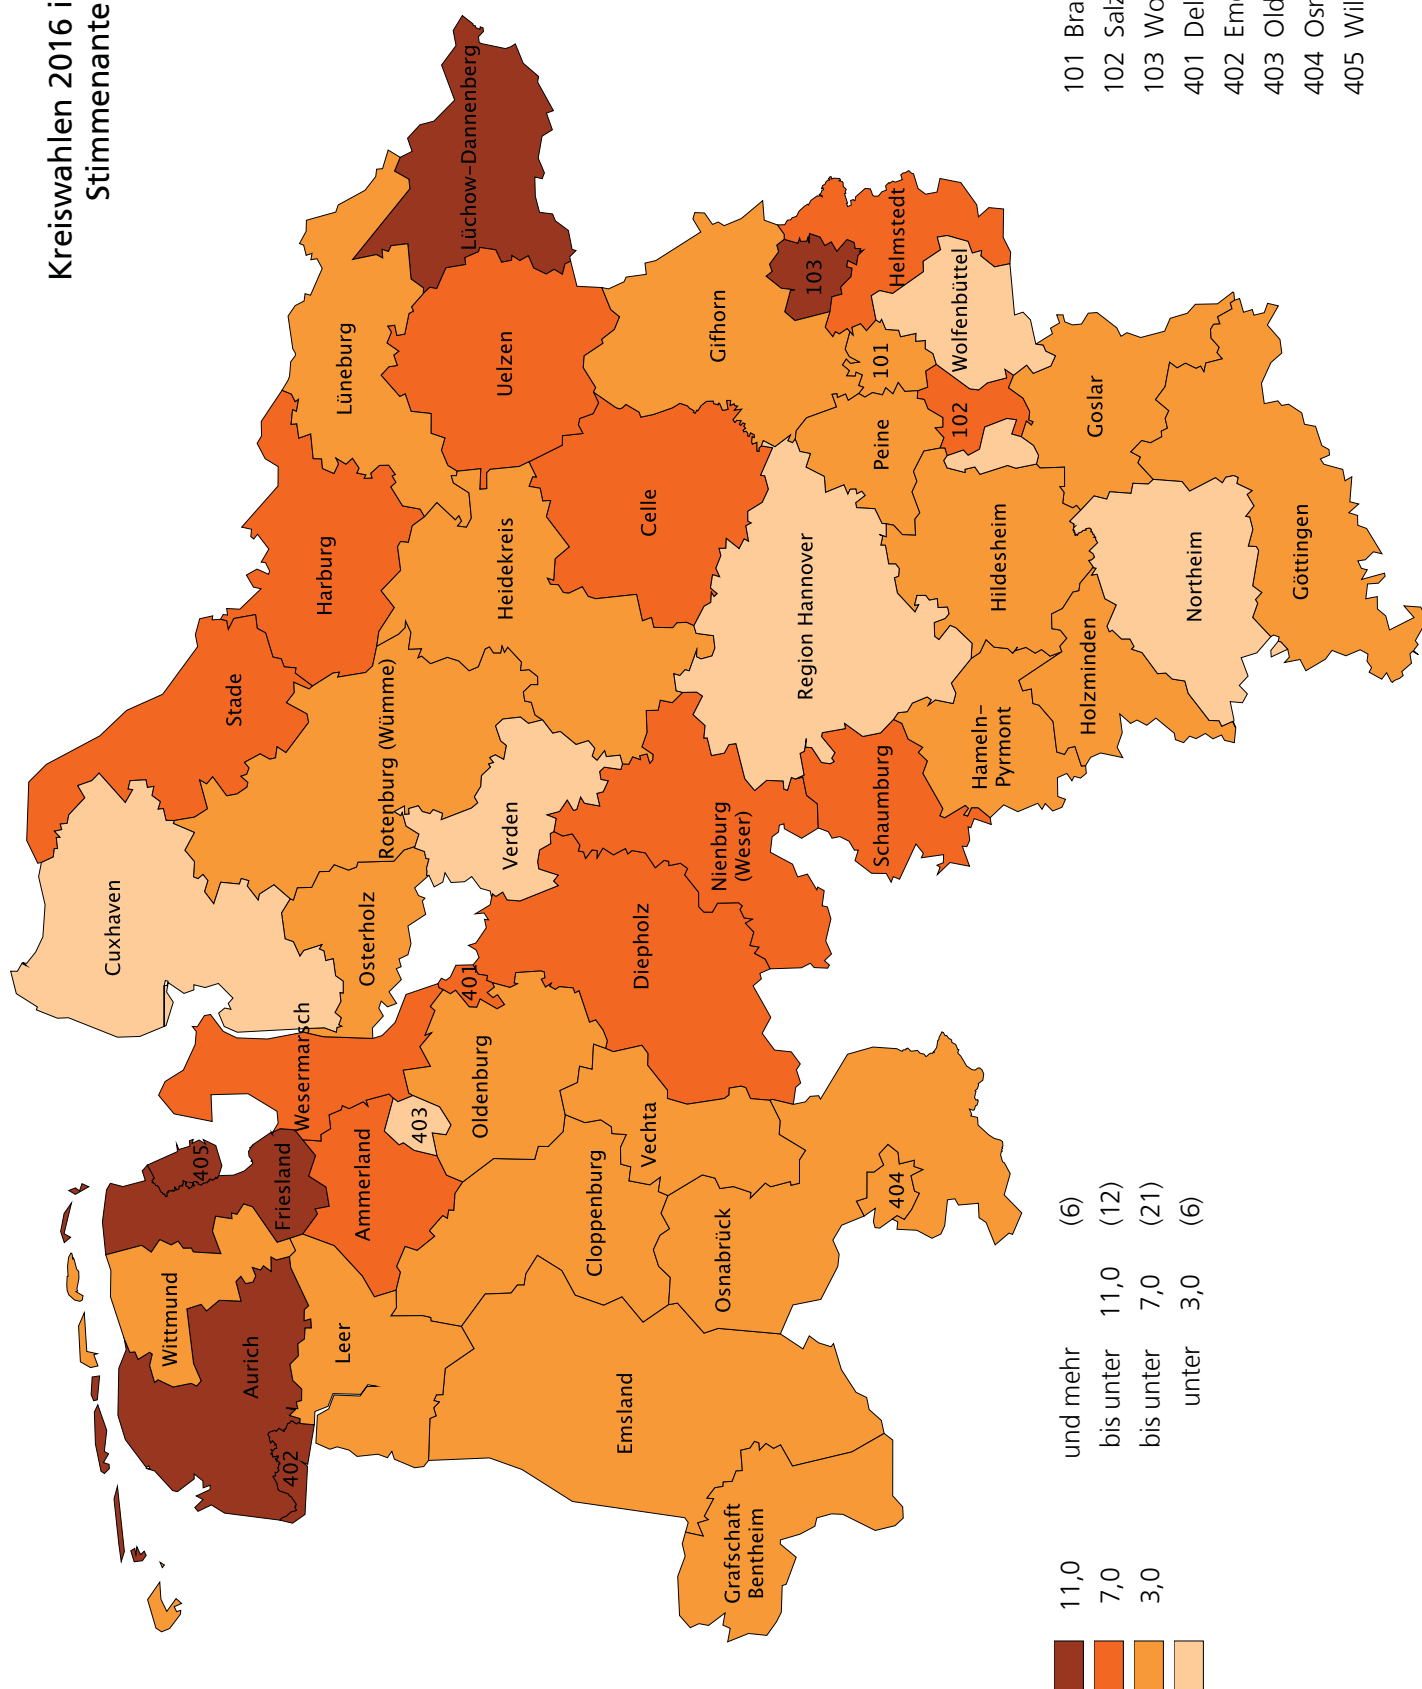 Kreiswahlen 2016 i
Stimmenante
Lüchow–Dannenberg
Lüneburg
Uelzen
Harburg
Stade
Cuxhaven
Celle
Gifhorn
Heidekreis
Rotenburg (Wümme)
Osterholz
Verden
Helmstedt
103
Wolfenbüttel
101
102
Peine
Goslar
Göttingen
Northeim
Hildesheim
Region Hannover
Holzminden
Hameln–
Pyrmont
Schaumburg
Nienburg
(Weser)
Diepholz
401
Wesermarsch
Oldenburg
403
Ammerland
Friesland
405
Wittmund
Aurich
402
Leer
Cloppenburg
Vechta
Osnabrück
404
Emsland
Grafschaft
Bentheim
11,0 und mehr (6)
7,0 bis unter 11,0 (12)
3,0 bis unter 7,0 (21)
unter 3,0 (6)
101 Bra
102 Salz
103 Wo
401 Del
402 Emd
403 Old
404 Osn
405 Wil